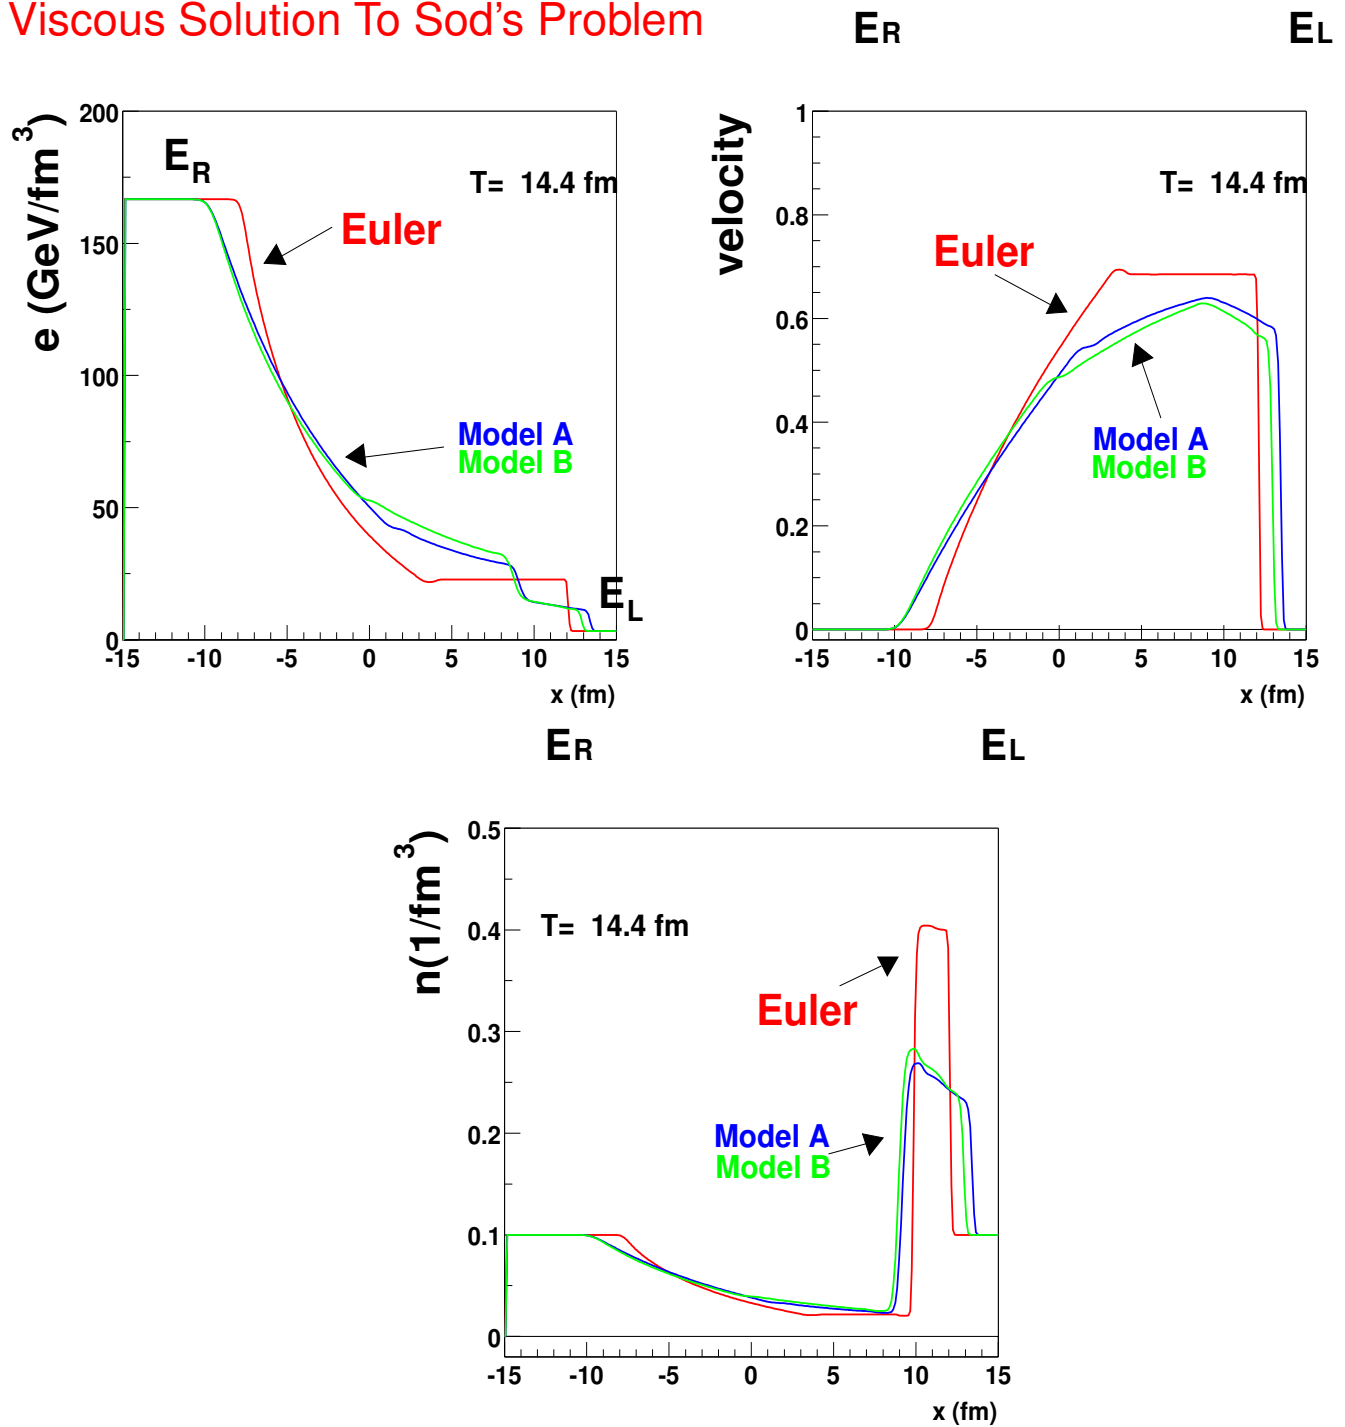 Viscous Solution To Sod's Problem
ER EL
200
150
100
50
0
e (GeV/fm 3)
ER
T= 14.4 fm
Euler
Model A
Model B
EL
-15 -10 -5 0 5 10 15
x (fm)
1
0.8
0.6
0.4
0.2
0
velocity
T= 14.4 fm
Euler
Model A
Model B
-15 -10 -5 0 5 10 15
x (fm)
ER EL
0.5
0.4
0.3
0.2
0.1
0
n(1/fm 3)
T= 14.4 fm
Euler
Model A
Model B
-15 -10 -5 0 5 10 15
x (fm)